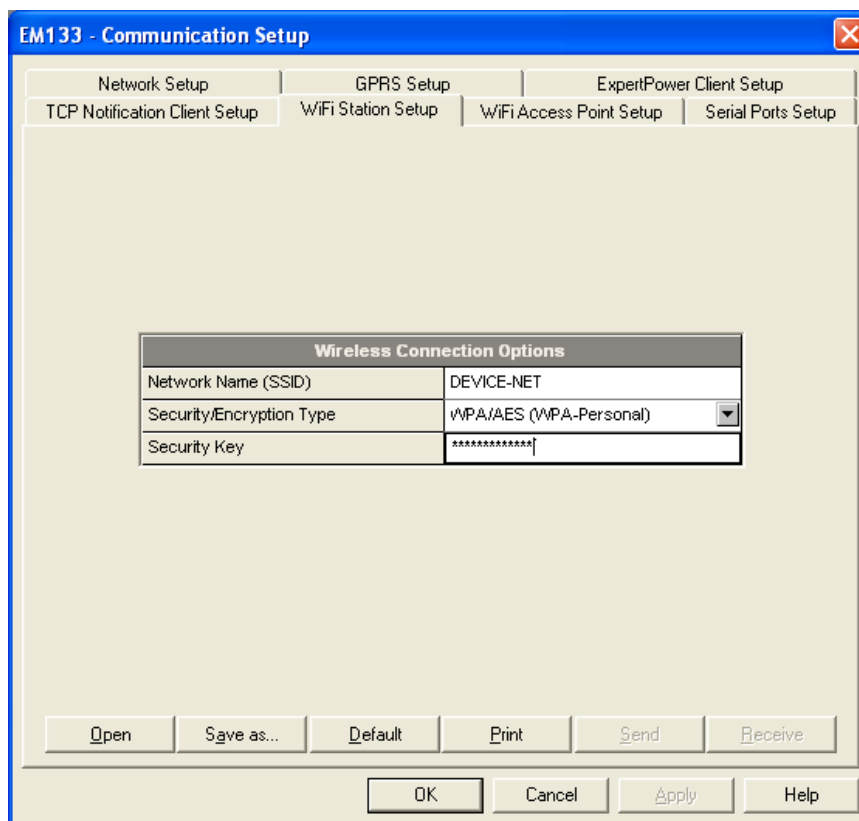 EM133 - Communication Setup
Network Setup GPRS Setup ExpertPower Client Setup
TCP Notification Client Setup WiFi Station Setup WiFi Access Point Setup Serial Ports Setup
Wireless Connection Options
Network Name (SSID) DEVICE-NET
Security/Encryption Type WPA/AES (WPA-Personal)
Security Key *************
Open Save as... Default Print Send Receive
OK Cancel Apply Help